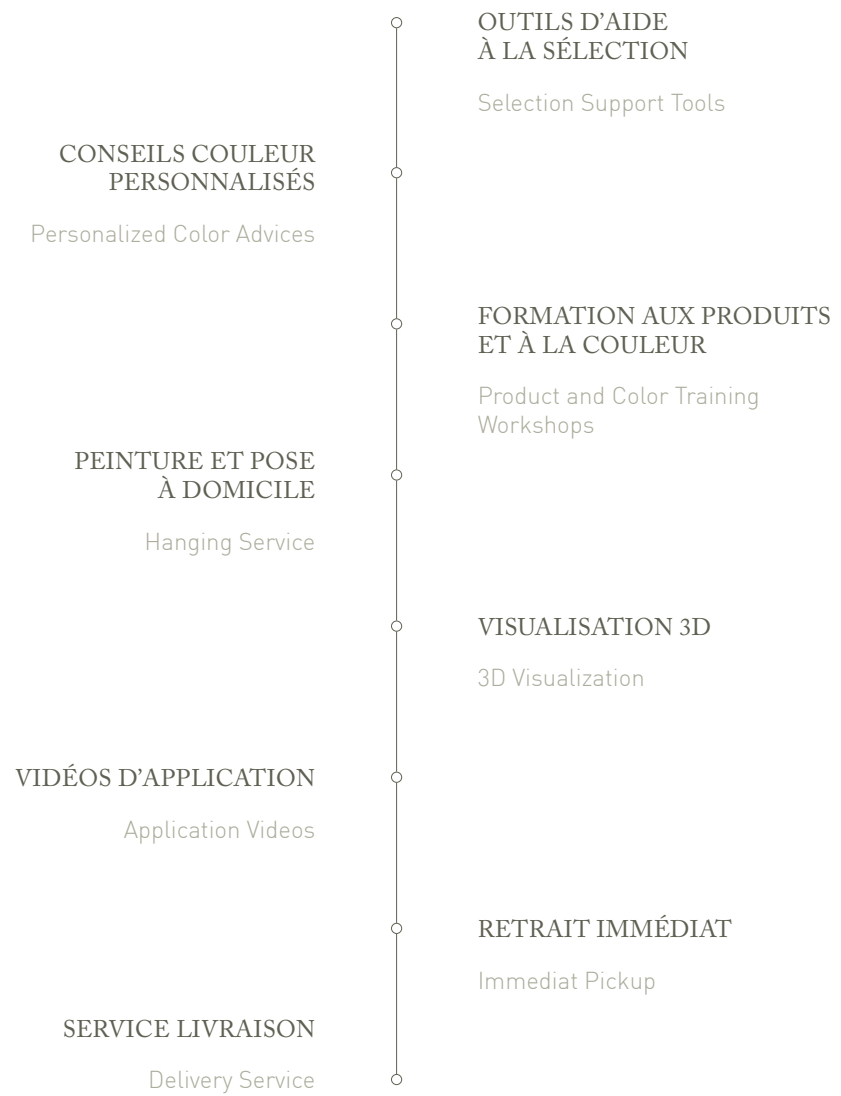 OUTILS D’AIDE
À LA SÉLECTION
Selection Support Tools
CONSEILS COULEUR
PERSONNALISÉS
Personalized Color Advices
FORMATION AUX PRODUITS
ET À LA COULEUR
Product and Color Training
Workshops
PEINTURE ET POSE
À DOMICILE
Hanging Service
VISUALISATION 3D
3D Visualization
VIDÉOS D’APPLICATION
Application Videos
RETRAIT IMMÉDIAT
Immediat Pickup
SERVICE LIVRAISON
Delivery Service